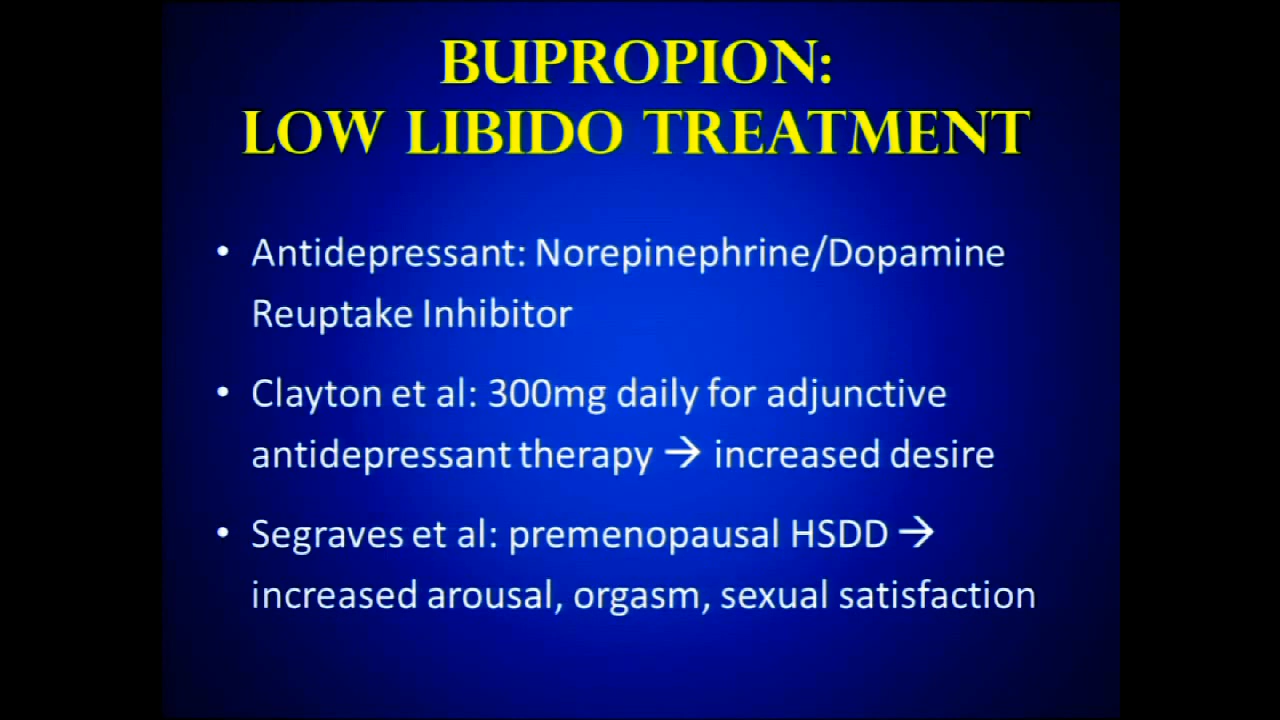 BUPROPION:
LOW LIBIDO TREATMENT
• Antidepressant: Norepinephrine/Dopamine
Reuptake Inhibitor
• Clayton et al: 300mg daily for adjunctive
antidepressant therapy → increased desire
• Segraves et al: premenopausal HSDD →
increased arousal, orgasm, sexual satisfaction